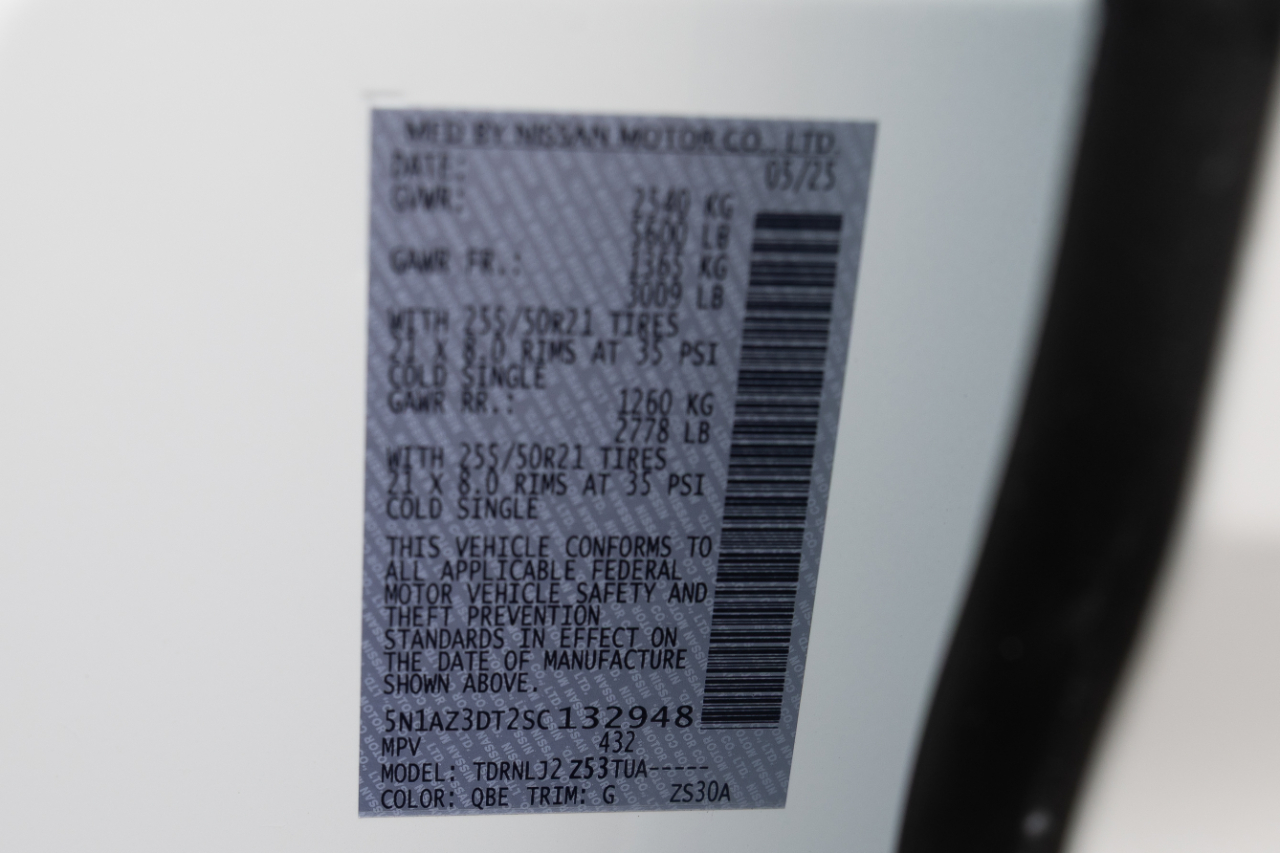 MFD BY NISSAN MOTOR CO., LTD.
DATE: 05/25
GVWR: 2540 KG
5600 LB
GAWR FR.: 1365 KG
3009 LB
WITH 255/50R21 TIRES
21 X 8.0 RIMS AT 35 PSI
COLD SINGLE
GAWR RR.: 1260 KG
2778 LB
WITH 255/50R21 TIRES
21 X 8.0 RIMS AT 35 PSI
COLD SINGLE
THIS VEHICLE CONFORMS TO
ALL APPLICABLE FEDERAL
MOTOR VEHICLE SAFETY AND
THEFT PREVENTION
STANDARDS IN EFFECT ON
THE DATE OF MANUFACTURE
SHOWN ABOVE.
5N1AZ3DT2SC132948
MPV 432
MODEL: TDRNLJ2Z53TUA-----
COLOR: QBE TRIM: G ZS30A